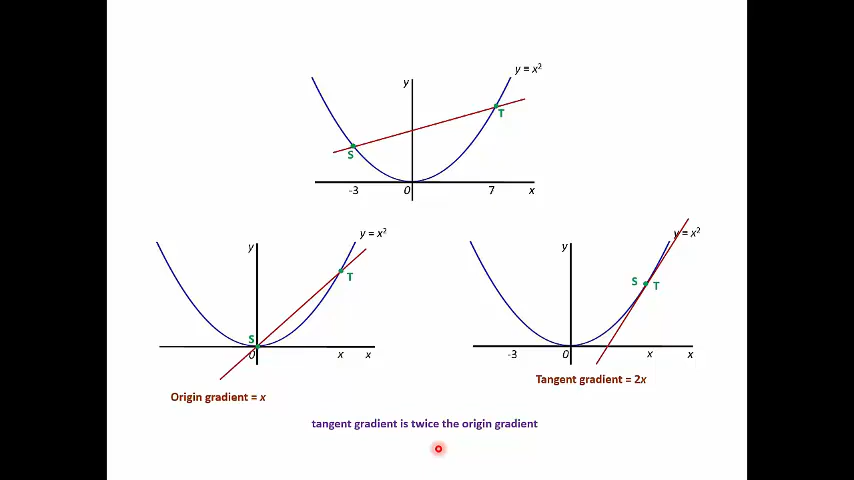 y = x²
y
T
S
-3 0 7 x
y = x²
y
T
S
0 x x
Origin gradient = x
y = x²
y
S T
-3 0 x x
Tangent gradient = 2x
tangent gradient is twice the origin gradient